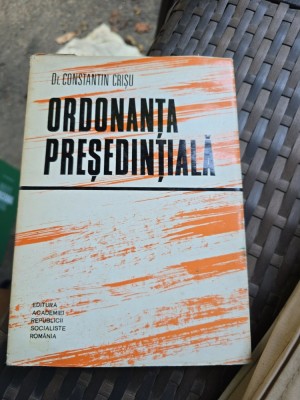 Dr. CONSTANTIN CRIȘU
ORDONANȚA
PREȘEDINȚIALĂ
EDITURA
ACADEMIEI
REPUBLICII
SOCIALISTE
ROMÂNIA